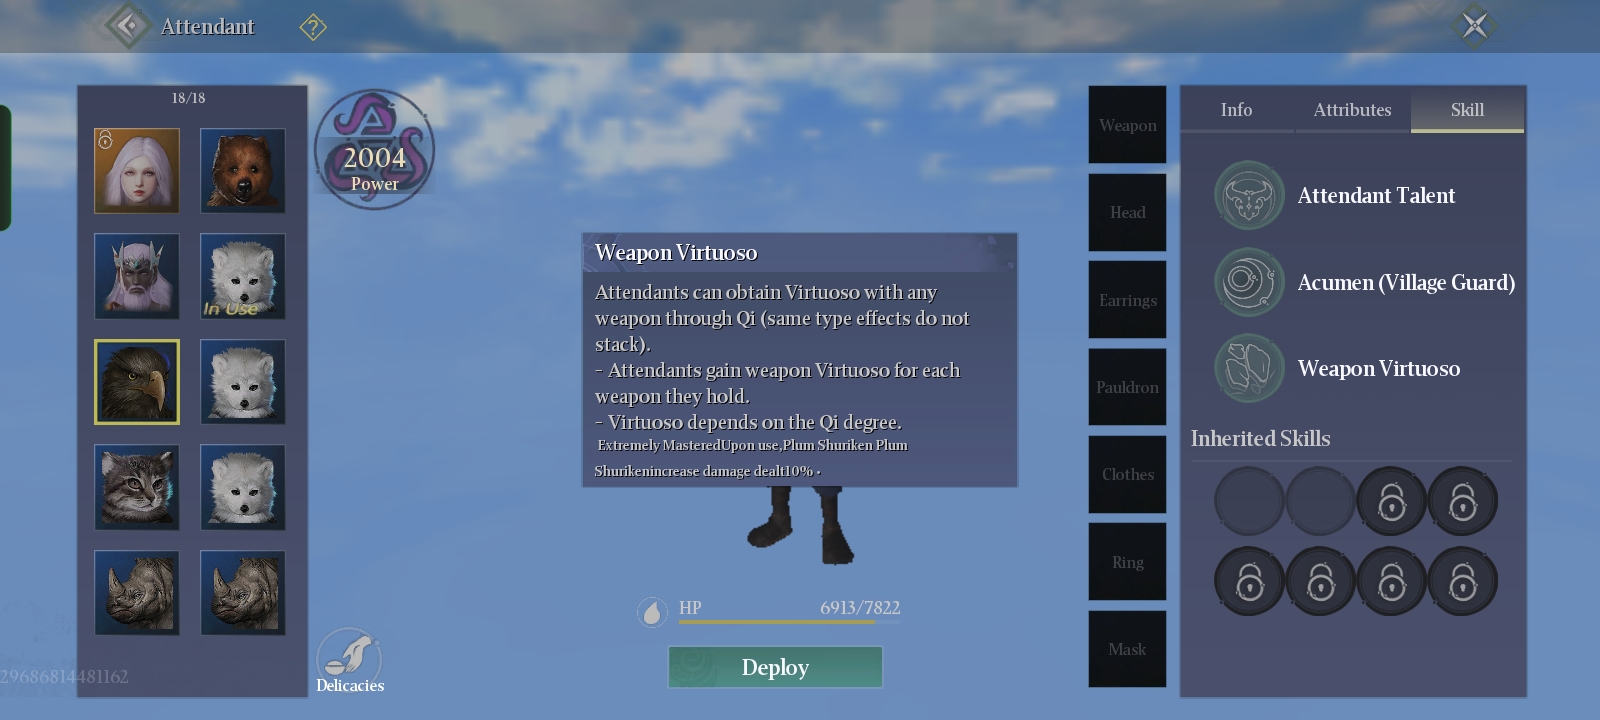 Attendant
?
18/18
2004
Power
In Use
Weapon Virtuoso
Attendants can obtain Virtuoso with any
weapon through Qi (same type effects do not
stack).
- Attendants gain weapon Virtuoso for each
weapon they hold.
- Virtuoso depends on the Qi degree.
Extremely MasteredUpon use,Plum Shuriken Plum
Shurikenincrease damage dealt10% •
HP 6913/7822
Deploy
Delicacies
29686814481162
Weapon
Head
Earrings
Pauldron
Clothes
Ring
Mask
Info Attributes Skill
Attendant Talent
Acumen (Village Guard)
Weapon Virtuoso
Inherited Skills